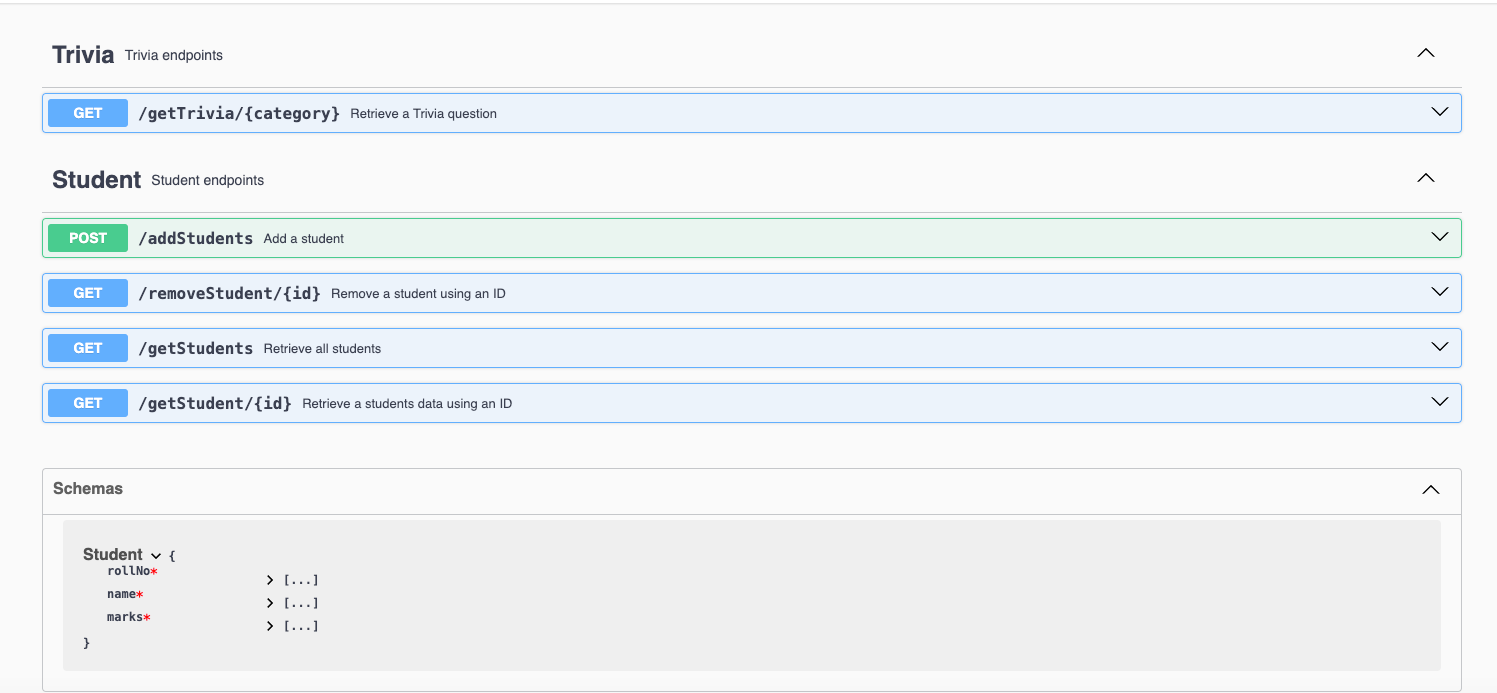 Trivia Trivia endpoints
GET /getTrivia/{category} Retrieve a Trivia question
Student Student endpoints
POST /addStudents Add a student
GET /removeStudent/{id} Remove a student using an ID
GET /getStudents Retrieve all students
GET /getStudent/{id} Retrieve a students data using an ID
Schemas
Student {
rollNo* [...]
name* [...]
marks* [...]
}